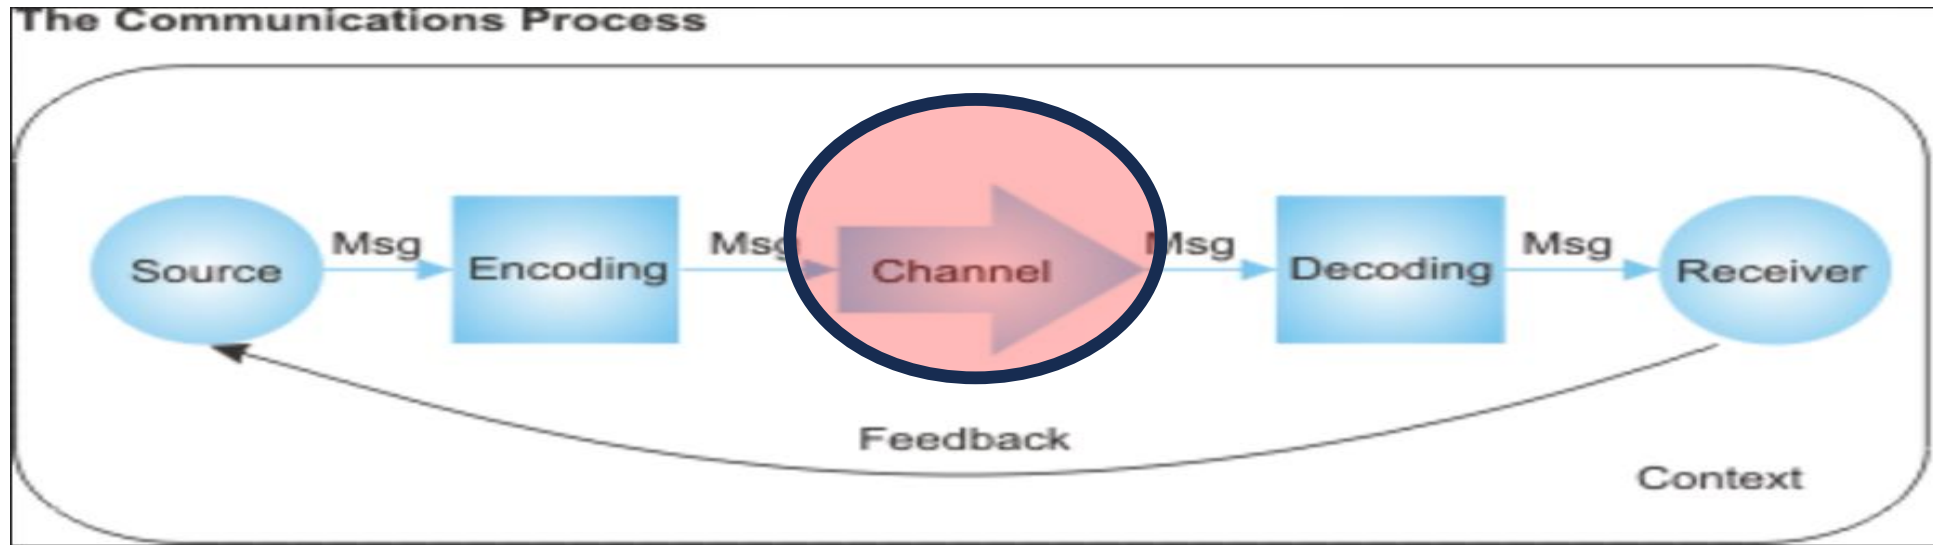 The Communications Process
Msg Msg Msg Msg
Source Encoding Channel Decoding Receiver
Feedback
Context